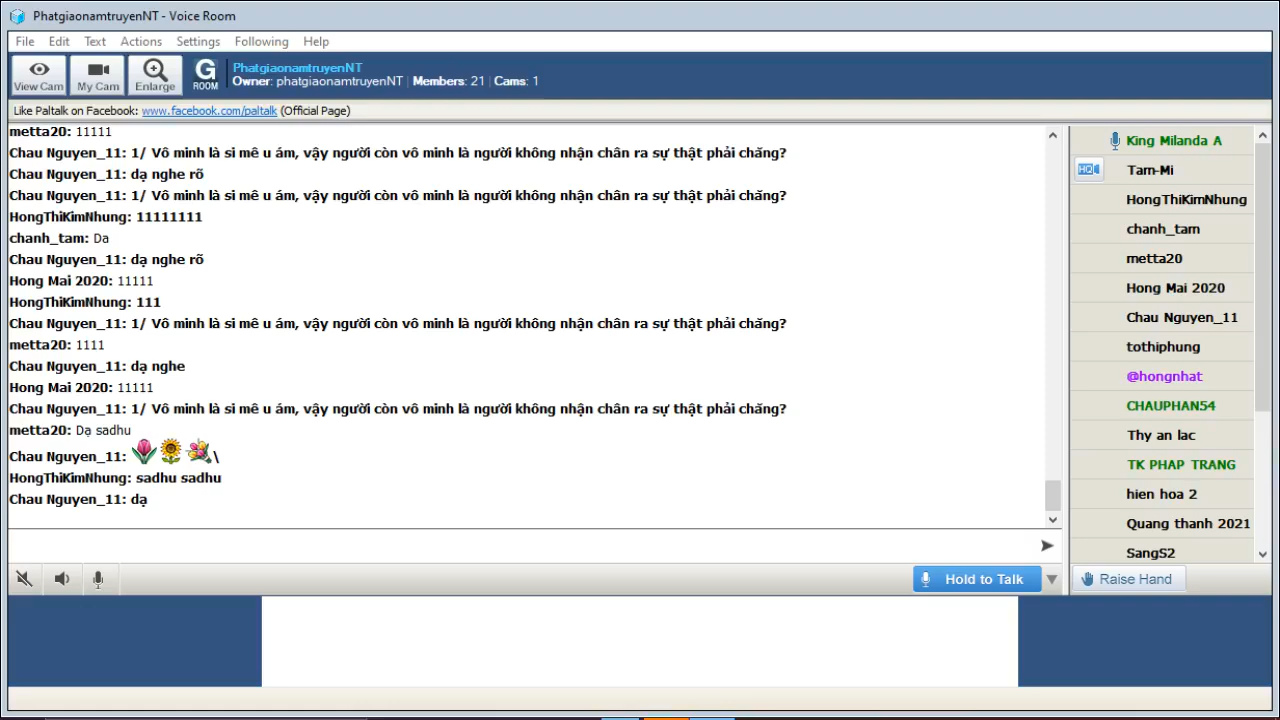 PhatgiaonamtruyenNT - Voice Room
File Edit Text Actions Settings Following Help
View Cam My Cam Enlarge G ROOM
PhatgiaonamtruyenNT
Owner: phatgiaonamtruyenNT | Members: 21 | Cams: 1
Like Paltalk on Facebook: www.facebook.com/paltalk (Official Page)
metta20: 11111
Chau Nguyen_11: 1/ Vô minh là si mê u ám, vậy người còn vô minh là người không nhận chân ra sự thật phải chăng?
Chau Nguyen_11: dạ nghe rõ
Chau Nguyen_11: 1/ Vô minh là si mê u ám, vậy người còn vô minh là người không nhận chân ra sự thật phải chăng?
HongThiKimNhung: 11111111
chanh_tam: Da
Chau Nguyen_11: dạ nghe rõ
Hong Mai 2020: 11111
HongThiKimNhung: 111
Chau Nguyen_11: 1/ Vô minh là si mê u ám, vậy người còn vô minh là người không nhận chân ra sự thật phải chăng?
metta20: 1111
Chau Nguyen_11: dạ nghe
Hong Mai 2020: 11111
Chau Nguyen_11: 1/ Vô minh là si mê u ám, vậy người còn vô minh là người không nhận chân ra sự thật phải chăng?
metta20: Dạ sadhu
Chau Nguyen_11: \
HongThiKimNhung: sadhu sadhu
Chau Nguyen_11: dạ
King Milanda A
HQ Tam-Mi
HongThiKimNhung
chanh_tam
metta20
Hong Mai 2020
Chau Nguyen_11
tothiphung
@hongnhat
CHAUPHAN54
Thy an lac
TK PHAP TRANG
hien hoa 2
Quang thanh 2021
SangS2
Hold to Talk
Raise Hand